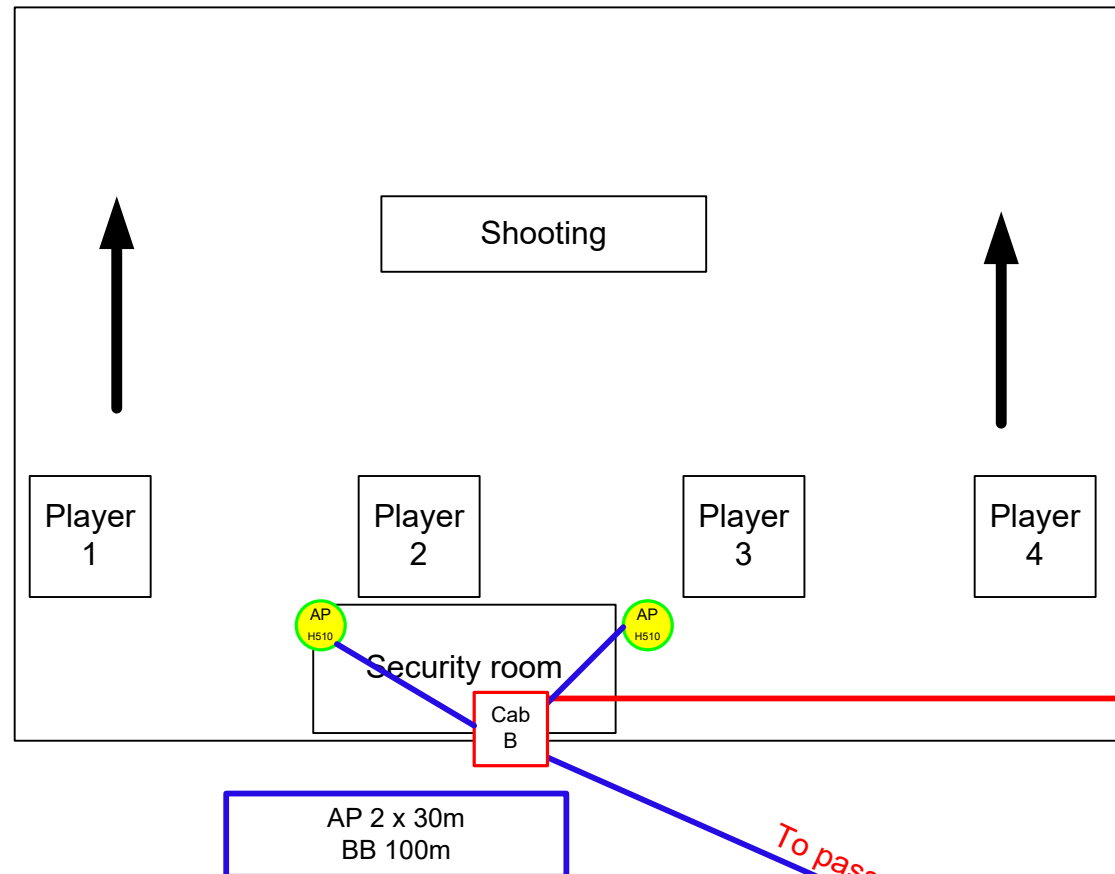 Shooting
Player
1
Player
2
Player
3
Player
4
AP
H510
AP
H510
Security room
Cab
B
AP 2 x 30m
BB 100m
To pass